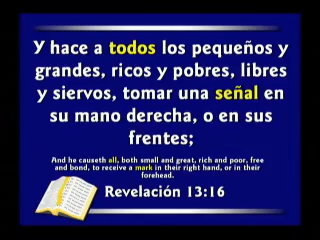 Y hace a todos los pequeños y
grandes, ricos y pobres, libres
y siervos, tomar una señal en
su mano derecha, o en sus
frentes;
And he causeth all, both small and great, rich and poor, free
and bond, to receive a mark in their right hand, or in their
forehead.
Revelación 13:16